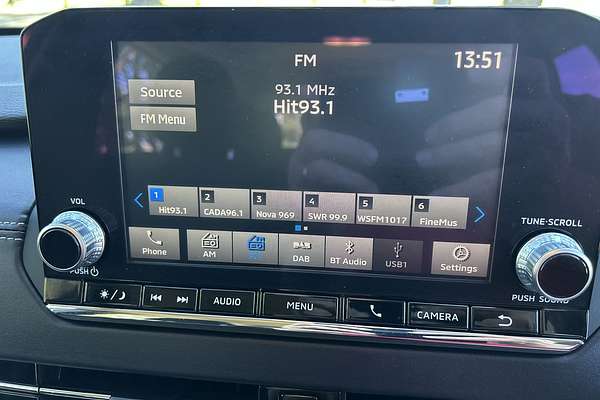 FM
13:51
Source
93.1 MHz
Hit93.1
FM Menu
1 Hit93.1
2 CADA96.1
3 Nova 969
4 SWR 99.9
5 WSFM1017
6 FineMus
VOL
PUSH
TUNE·SCROLL
PUSH SOUND
Phone
AM
DAB
BT Audio
USB1
Settings
AUDIO
MENU
CAMERA